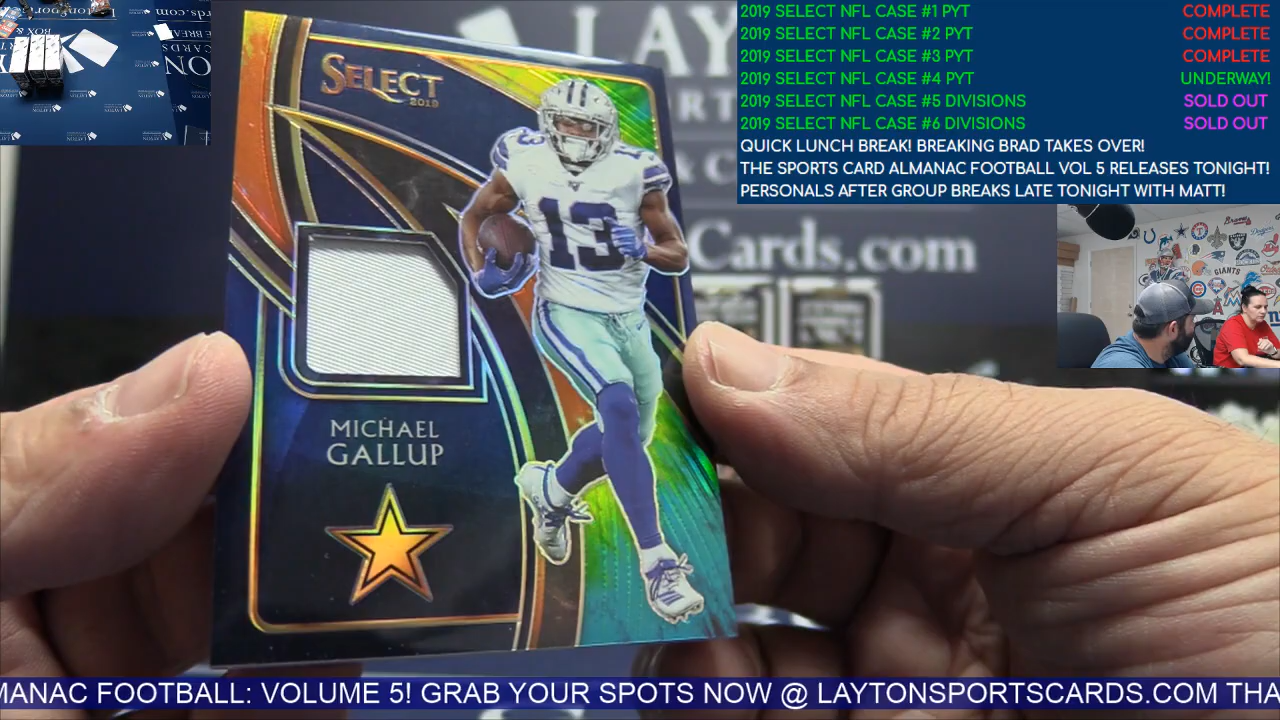 2019 SELECT NFL CASE #1 PYT COMPLETE
2019 SELECT NFL CASE #2 PYT COMPLETE
2019 SELECT NFL CASE #3 PYT COMPLETE
2019 SELECT NFL CASE #4 PYT UNDERWAY!
2019 SELECT NFL CASE #5 DIVISIONS SOLD OUT
2019 SELECT NFL CASE #6 DIVISIONS SOLD OUT
QUICK LUNCH BREAK! BREAKING BRAD TAKES OVER!
THE SPORTS CARD ALMANAC FOOTBALL VOL 5 RELEASES TONIGHT!
PERSONALS AFTER GROUP BREAKS LATE TONIGHT WITH MATT!
SELECT
2019
13
13
MICHAEL
GALLUP
LAY
Cards.com
GIANTS
MANAC FOOTBALL: VOLUME 5! GRAB YOUR SPOTS NOW @ LAYTONSPORTSCARDS.COM THA